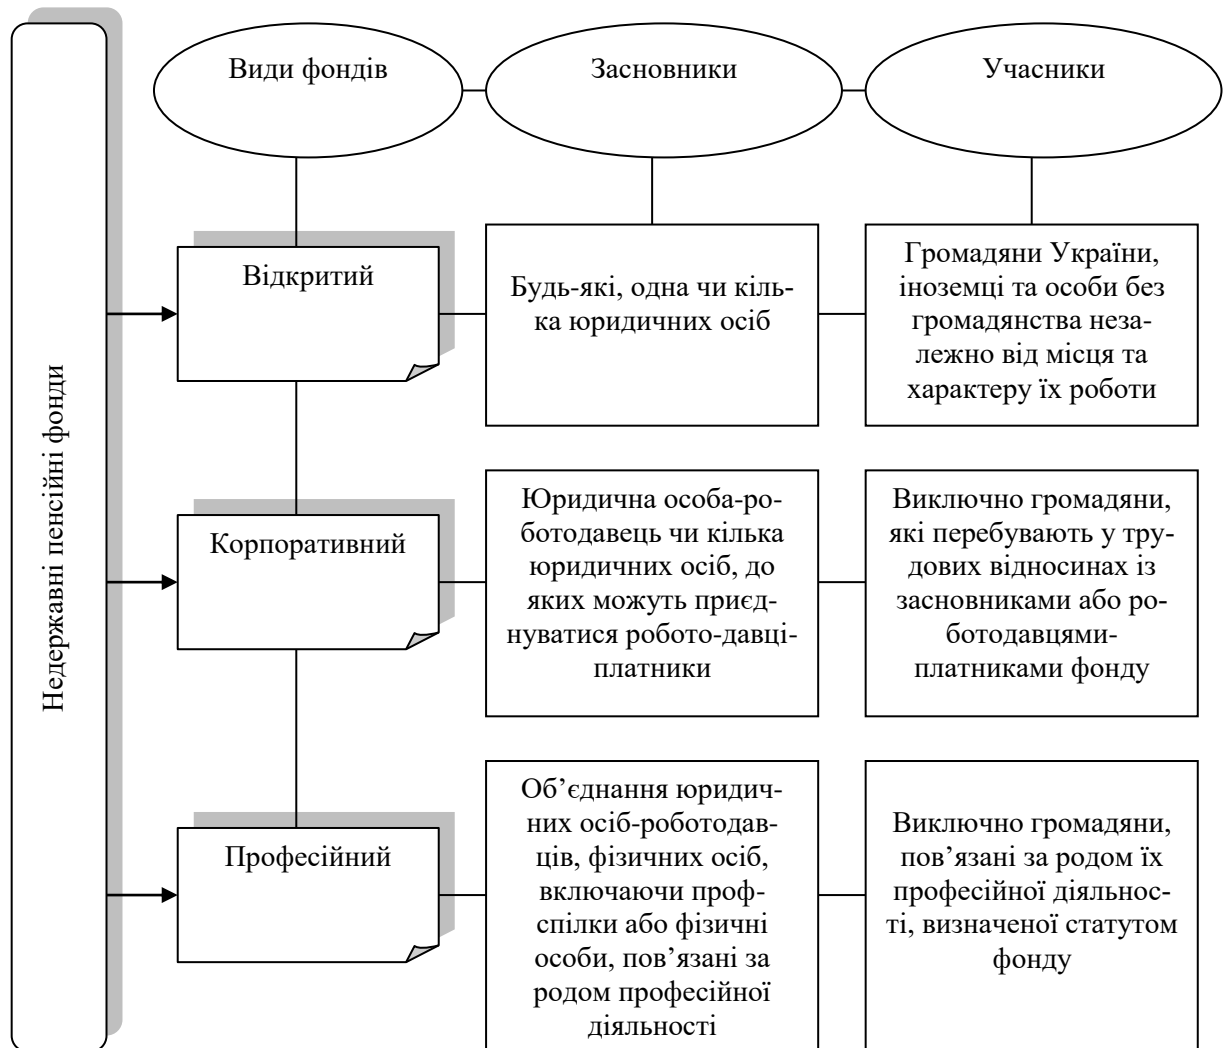 Недержавні пенсійні фонди
Види фондів
Засновники
Учасники
Відкритий
Будь-які, одна чи кіль-
ка юридичних осіб
Громадяни України,
іноземці та особи без
громадянства неза-
лежно від місця та
характеру їх роботи
Корпоративний
Юридична особа-ро-
ботодавець чи кілька
юридичних осіб, до
яких можуть приєд-
нуватися робото-давці-
платники
Виключно громадяни,
які перебувають у тру-
дових відносинах із
засновниками або ро-
ботодавцями-
платниками фонду
Професійний
Об’єднання юридич-
них осіб-роботодав-
ців, фізичних осіб,
включаючи проф-
спілки або фізичні
особи, пов’язані за
родом професійної
діяльності
Виключно громадяни,
пов’язані за родом їх
професійної діяльнос-
ті, визначеної статутом
фонду